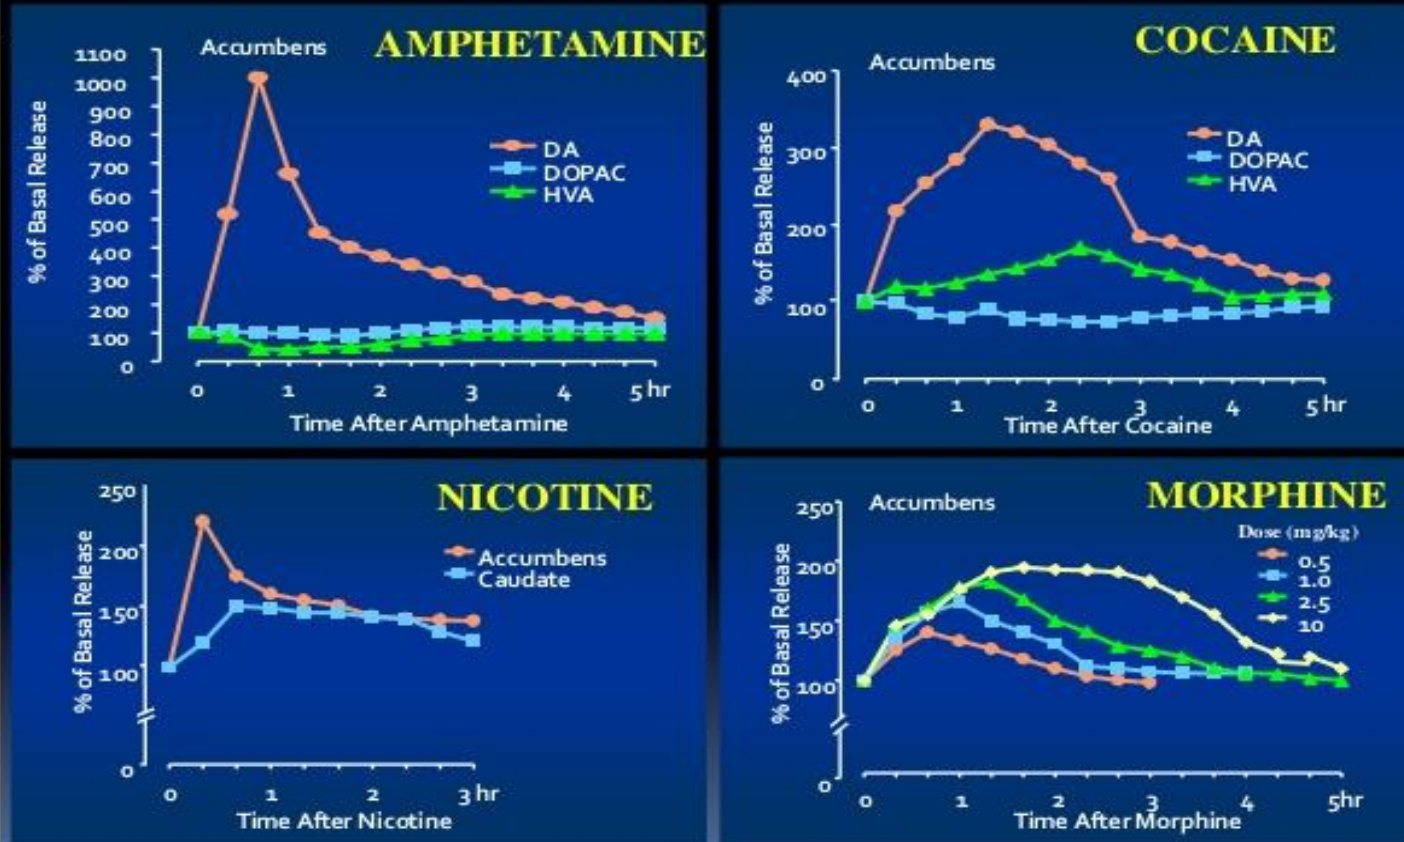 AMPHETAMINE
Accumbens
% of Basal Release
1100
1000
900
800
700
600
500
400
300
200
100
0
DA
DOPAC
HVA
0 1 2 3 4 5 hr
Time After Amphetamine
COCAINE
Accumbens
% of Basal Release
400
300
200
100
0
DA
DOPAC
HVA
0 1 2 3 4 5 hr
Time After Cocaine
NICOTINE
% of Basal Release
250
200
150
100
0
Accumbens
Caudate
0 1 2 3 hr
Time After Nicotine
MORPHINE
Accumbens
% of Basal Release
250
200
150
100
0
Dose (mg/kg)
0.5
1.0
2.5
10
0 1 2 3 4 5hr
Time After Morphine